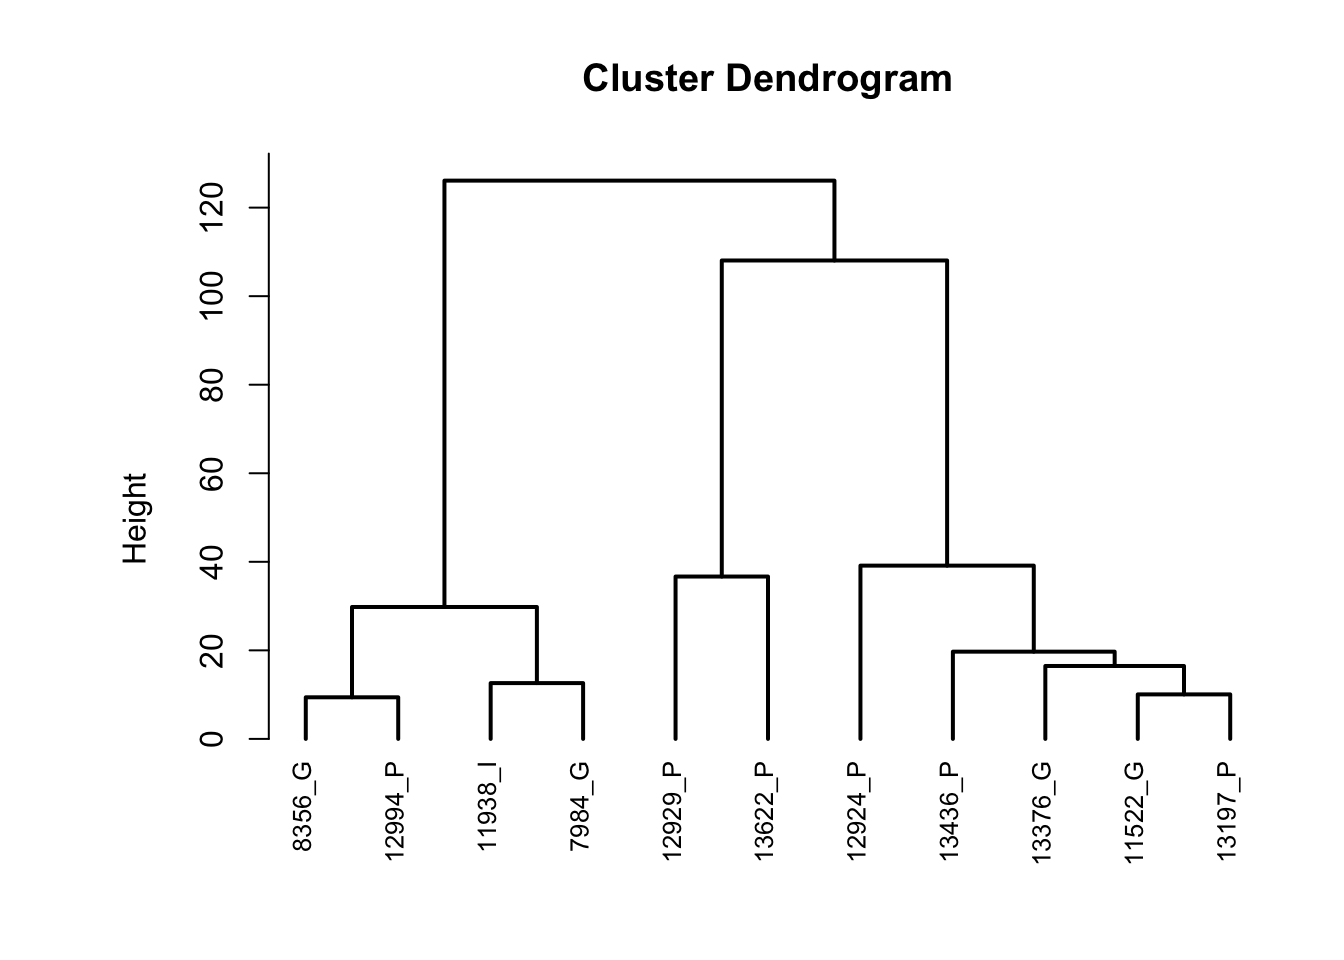 Cluster Dendrogram
Height
120
100
80
60
40
20
0
8356_G
12994_P
11938_I
7984_G
12929_P
13622_P
12924_P
13436_P
13376_G
11522_G
13197_P